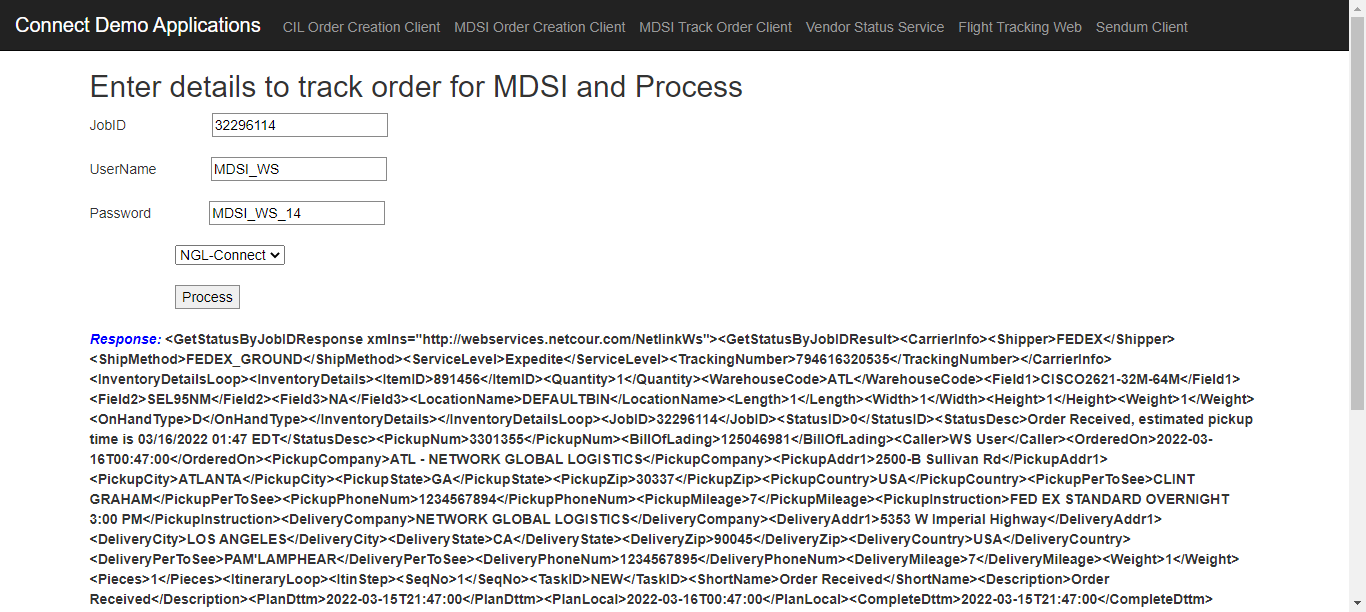 Connect Demo Applications CIL Order Creation Client MDSI Order Creation Client MDSI Track Order Client Vendor Status Service Flight Tracking Web Sendum Client
Enter details to track order for MDSI and Process
JobID 32296114
UserName MDSI_WS
Password MDSI_WS_14
NGL-Connect
Process
Response: <GetStatusByJobIDResponse xmlns="http://webservices.netcour.com/NetlinkWs"><GetStatusByJobIDResult><CarrierInfo><Shipper>FEDEX</Shipper>
<ShipMethod>FEDEX_GROUND</ShipMethod><ServiceLevel>Expedite</ServiceLevel><TrackingNumber>794616320535</TrackingNumber></CarrierInfo>
<InventoryDetailsLoop><InventoryDetails><ItemID>891456</ItemID><Quantity>1</Quantity><WarehouseCode>ATL</WarehouseCode><Field1>CISCO2621-32M-64M</Field1>
<Field2>SEL95NM</Field2><Field3>NA</Field3><LocationName>DEFAULTBIN</LocationName><Length>1</Length><Width>1</Width><Height>1</Height><Weight>1</Weight>
<OnHandType>D</OnHandType></InventoryDetails></InventoryDetailsLoop><JobID>32296114</JobID><StatusID>0</StatusID><StatusDesc>Order Received, estimated pickup
time is 03/16/2022 01:47 EDT</StatusDesc><PickupNum>3301355</PickupNum><BillOfLading>125046981</BillOfLading><Caller>WS User</Caller><OrderedOn>2022-03-
16T00:47:00</OrderedOn><PickupCompany>ATL - NETWORK GLOBAL LOGISTICS</PickupCompany><PickupAddr1>2500-B Sullivan Rd</PickupAddr1>
<PickupCity>ATLANTA</PickupCity><PickupState>GA</PickupState><PickupZip>30337</PickupZip><PickupCountry>USA</PickupCountry><PickupPerToSee>CLINT
GRAHAM</PickupPerToSee><PickupPhoneNum>1234567894</PickupPhoneNum><PickupMileage>7</PickupMileage><PickupInstruction>FED EX STANDARD OVERNIGHT
3:00 PM</PickupInstruction><DeliveryCompany>NETWORK GLOBAL LOGISTICS</DeliveryCompany><DeliveryAddr1>5353 W Imperial Highway</DeliveryAddr1>
<DeliveryCity>LOS ANGELES</DeliveryCity><DeliveryState>CA</DeliveryState><DeliveryZip>90045</DeliveryZip><DeliveryCountry>USA</DeliveryCountry>
<DeliveryPerToSee>PAM'LAMPHEAR</DeliveryPerToSee><DeliveryPhoneNum>1234567895</DeliveryPhoneNum><DeliveryMileage>7</DeliveryMileage><Weight>1</Weight>
<Pieces>1</Pieces><ItineraryLoop><ItinStep><SeqNo>1</SeqNo><TaskID>NEW</TaskID><ShortName>Order Received</ShortName><Description>Order
Received</Description><PlanDttm>2022-03-15T21:47:00</PlanDttm><PlanLocal>2022-03-16T00:47:00</PlanLocal><CompleteDttm>2022-03-15T21:47:00</CompleteDttm>